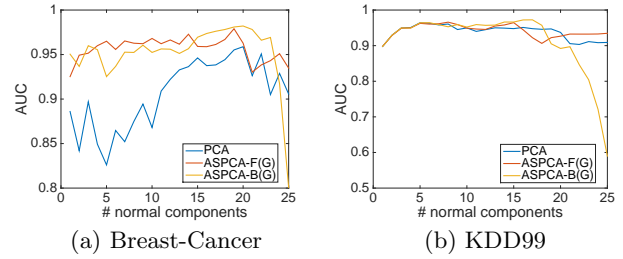 1
0.95
0.9
0.85
0.8
AUC
0 5 10 15 20 25
# normal components
PCA
ASPCA-F(G)
ASPCA-B(G)
(a) Breast-Cancer
1
0.9
0.8
0.7
0.6
0.5
AUC
0 5 10 15 20 25
# normal components
PCA
ASPCA-F(G)
ASPCA-B(G)
(b) KDD99